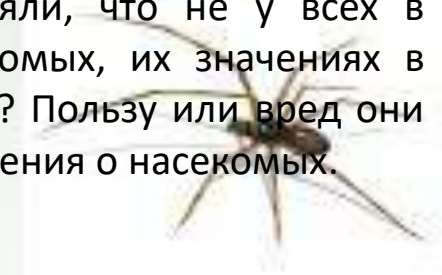 яли, что не у всех в
омых, их значениях в
? Пользу или вред они
ения о насекомых.